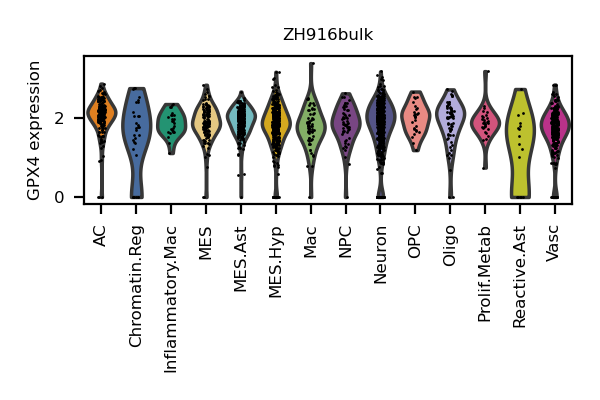 ZH916bulk
GPX4 expression
2
0
AC
Chromatin.Reg
Inflammatory.Mac
MES
MES.Ast
MES.Hyp
Mac
NPC
Neuron
OPC
Oligo
Prolif.Metab
Reactive.Ast
Vasc